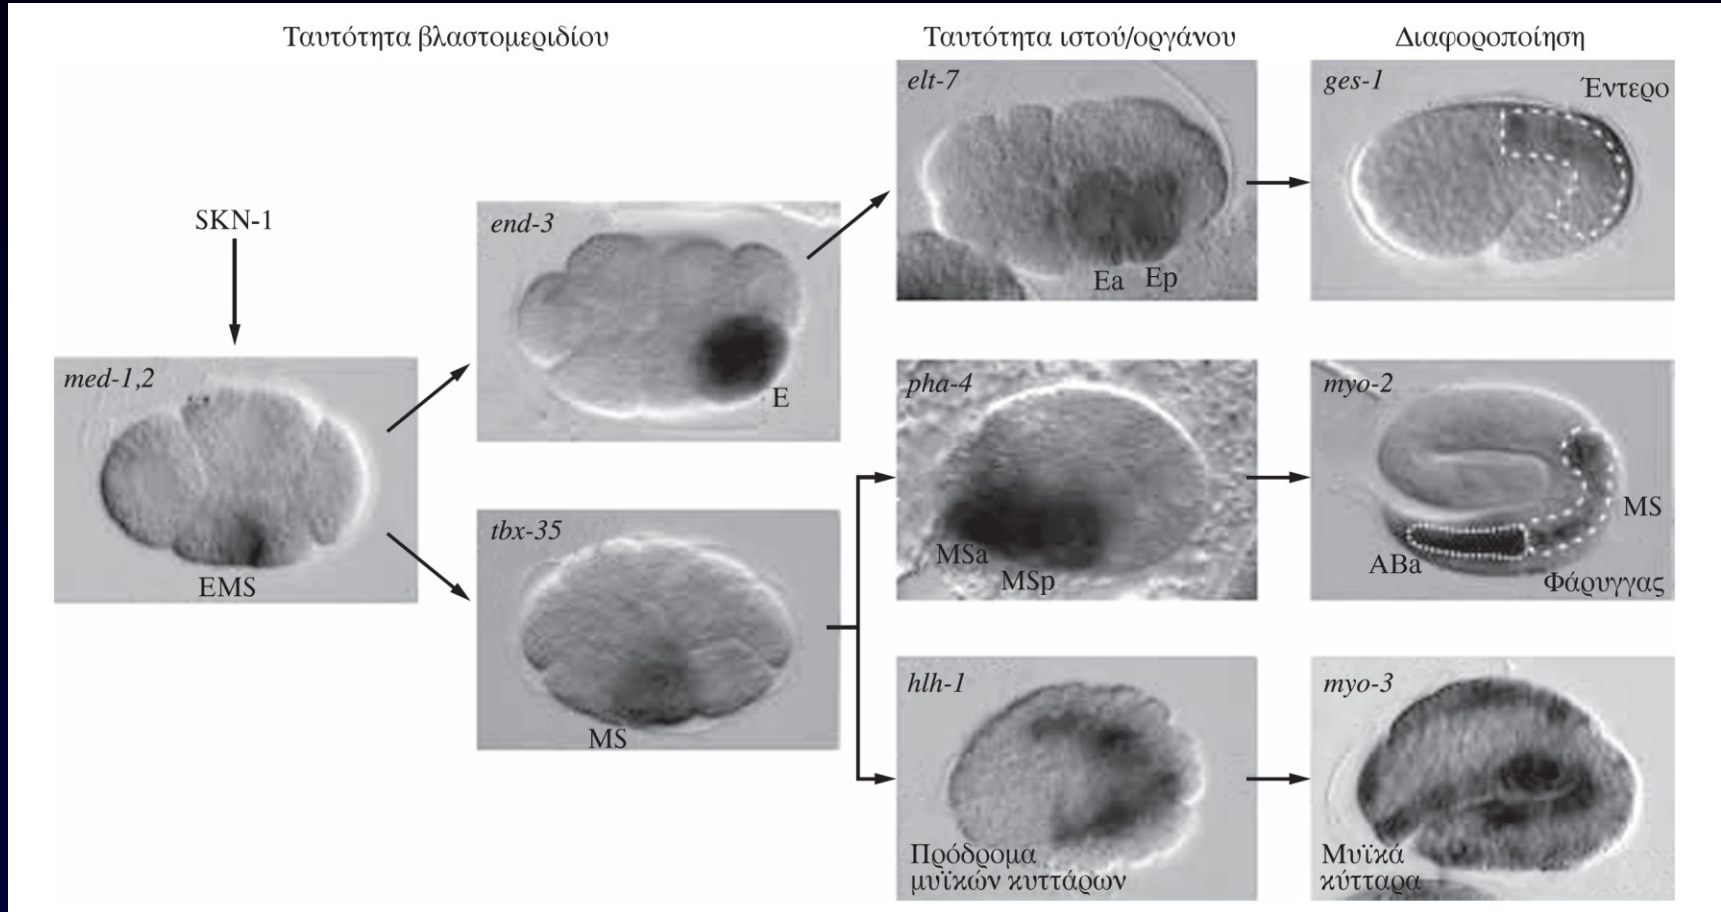 Ταυτότητα βλαστομεριδίου
Ταυτότητα ιστού/οργάνου
Διαφοροποίηση
SKN-1
med-1,2
EMS
end-3
E
tbx-35
MS
elt-7
Ea Ep
ges-1
Έντερο
pha-4
MSa
MSp
myo-2
MS
ABa
Φάρυγγας
hlh-1
Πρόδρομα
μυϊκών κυττάρων
myo-3
Μυϊκά
κύτταρα